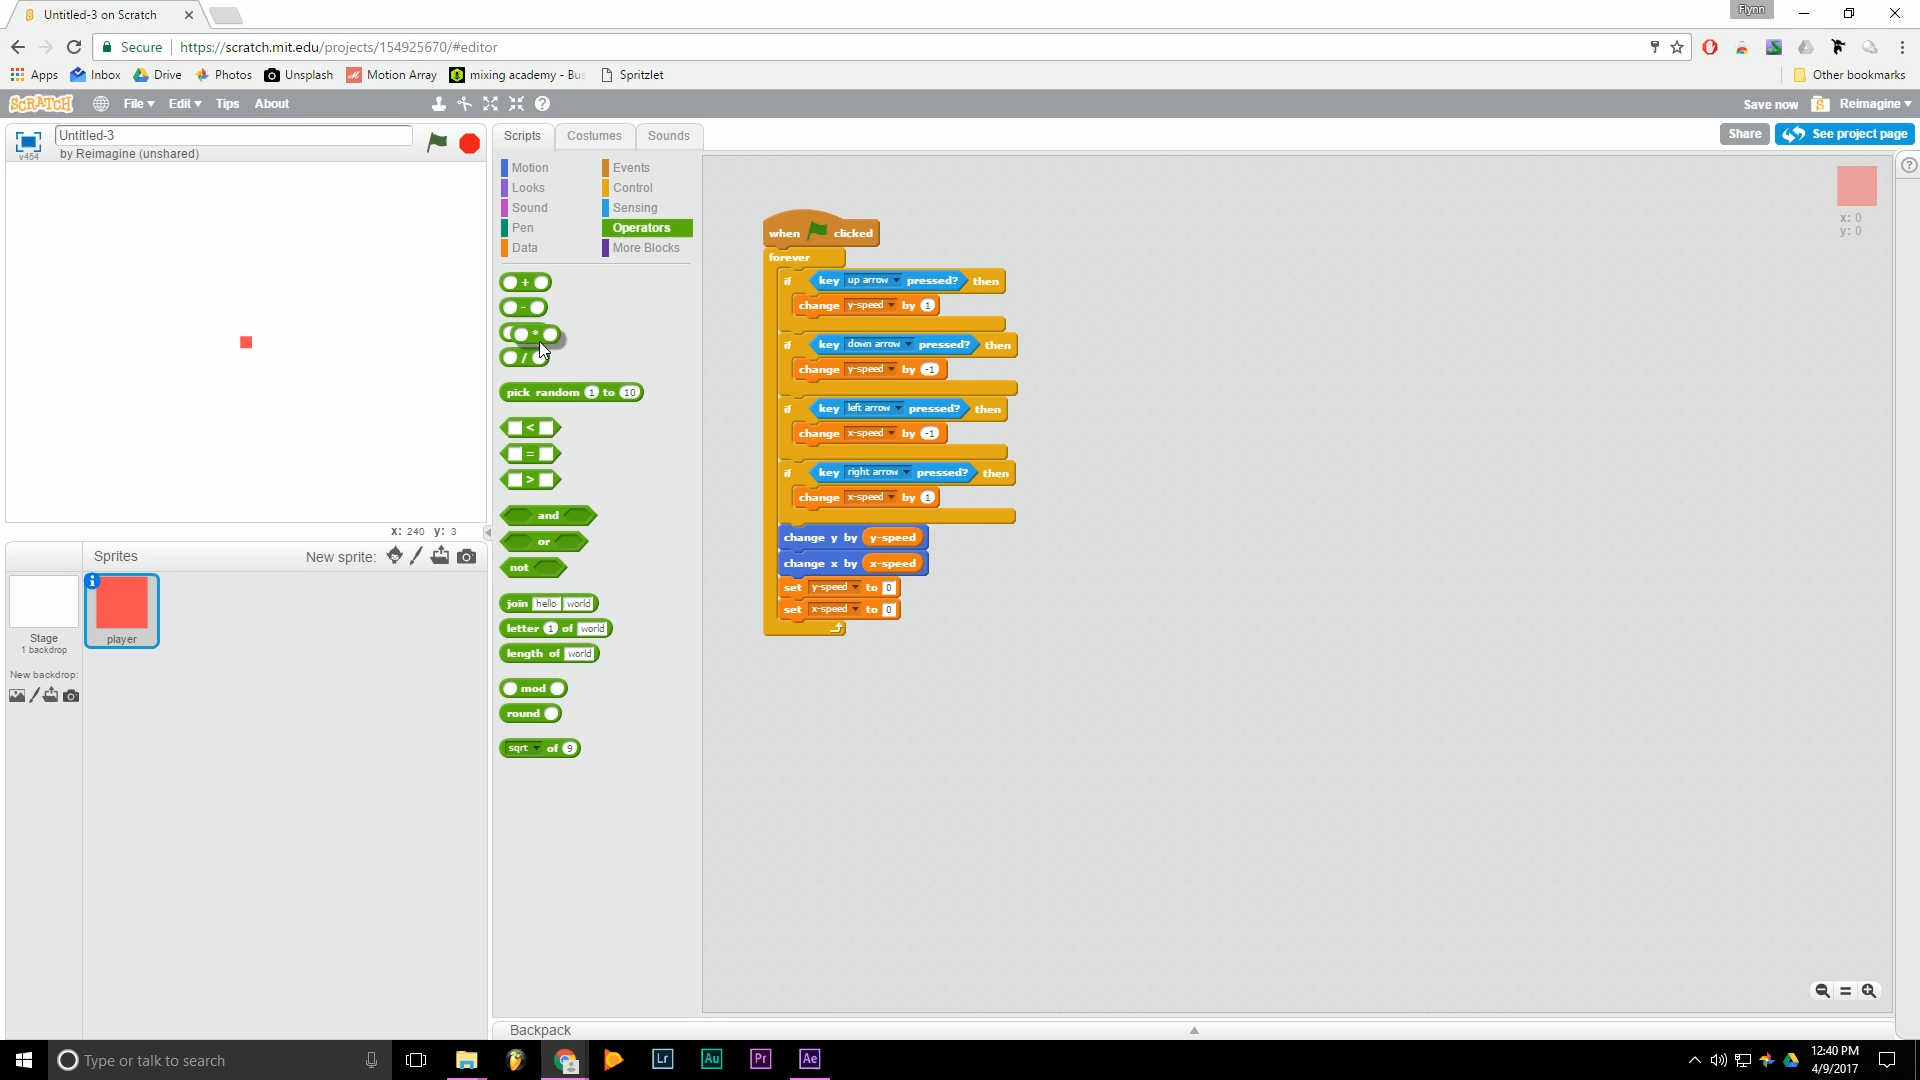 Untitled-3 on Scratch
Flynn
Secure https://scratch.mit.edu/projects/154925670/#editor
Apps Inbox Drive Photos Unsplash Motion Array mixing academy - Bus Spritzlet Other bookmarks
SCRATCH File Edit Tips About Save now Reimagine
Untitled-3
by Reimagine (unshared)
v454
Scripts Costumes Sounds
Share See project page
Motion Events
Looks Control
Sound Sensing
Pen Operators
Data More Blocks
+
-
*
/
pick random 1 to 10
<
=
>
and
or
not
join hello world
letter 1 of world
length of world
mod
round
sqrt of 9
when clicked
forever
if key up arrow pressed? then
change y-speed by 1
if key down arrow pressed? then
change y-speed by -1
if key left arrow pressed? then
change x-speed by -1
if key right arrow pressed? then
change x-speed by 1
change y by y-speed
change x by x-speed
set y-speed to 0
set x-speed to 0
x: 0
y: 0
x: 240 y: 3
Sprites New sprite:
Stage
1 backdrop
player
New backdrop:
Backpack
Type or talk to search
Lr Au Pr Ae
12:40 PM
4/9/2017